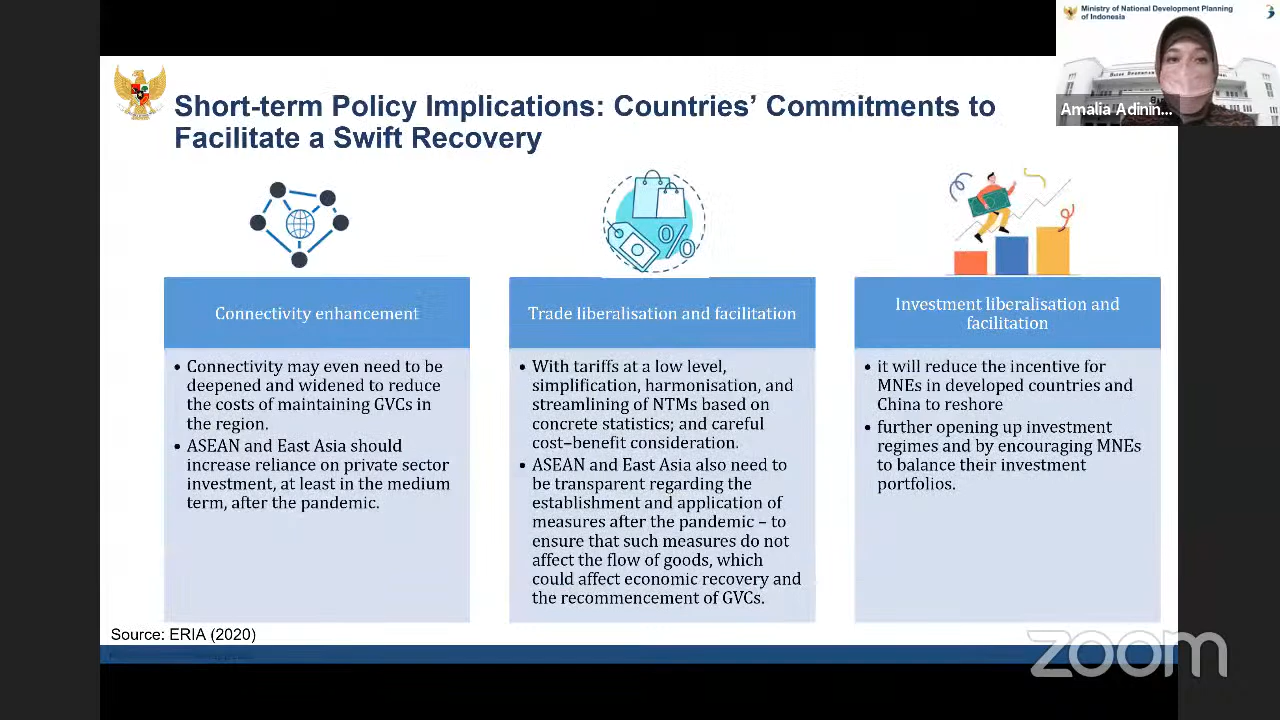 Ministry of National Development Planning
of Indonesia
Amalia Adinin...
Short-term Policy Implications: Countries’ Commitments to
Facilitate a Swift Recovery
%
Connectivity enhancement
• Connectivity may even need to be
deepened and widened to reduce
the costs of maintaining GVCs in
the region.
• ASEAN and East Asia should
increase reliance on private sector
investment, at least in the medium
term, after the pandemic.
Trade liberalisation and facilitation
• With tariffs at a low level,
simplification, harmonisation, and
streamlining of NTMs based on
concrete statistics; and careful
cost–benefit consideration.
• ASEAN and East Asia also need to
be transparent regarding the
establishment and application of
measures after the pandemic – to
ensure that such measures do not
affect the flow of goods, which
could affect economic recovery and
the recommencement of GVCs.
Investment liberalisation and
facilitation
• it will reduce the incentive for
MNEs in developed countries and
China to reshore
• further opening up investment
regimes and by encouraging MNEs
to balance their investment
portfolios.
Source: ERIA (2020)
zoom